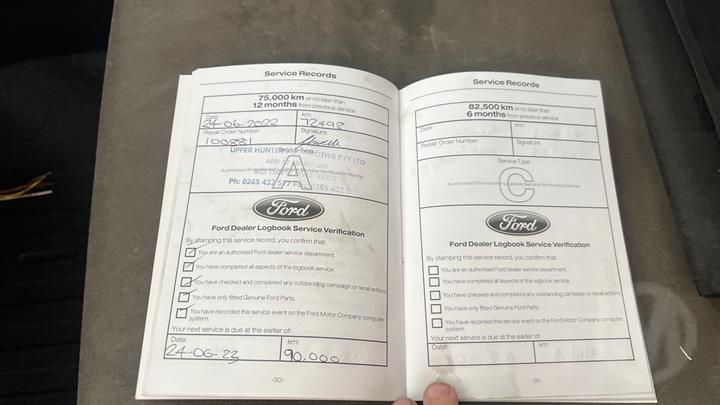 Service Records
75,000 km or no later than
12 months from previous service
Date: km:
24-06-2022 72498
Repair Order Number: Signature:
100881
UPPER HUNTER MOTIVE PTY LTD
A
Ph: 0265 432
Ford
Ford Dealer Logbook Service Verification
By stamping this service record, you confirm that:
You are an authorised Ford dealer service department.
You have completed all aspects of the logbook service.
You have checked and completed any outstanding campaign or recall actions.
You have only fitted Genuine Ford Parts.
You have recorded this service event on the Ford Motor Company computer
system.
Your next service is due at the earlier of:
Date: km:
24-06-23 90,000
-30-
Service Records
82,500 km or no later than
6 months from previous service
Date: km:
Repair Order Number: Signature:
Service Type
C
Authorised Ford Dealer Logbook Service Verification Stamp
Ford
Ford Dealer Logbook Service Verification
By stamping this service record, you confirm that:
You are an authorised Ford dealer service department.
You have completed all aspects of the logbook service.
You have checked and completed any outstanding campaign or recall actions.
You have only fitted Genuine Ford Parts.
You have recorded this service event on the Ford Motor Company computer
system.
Your next service is due at the earlier of:
Date: km:
-31-